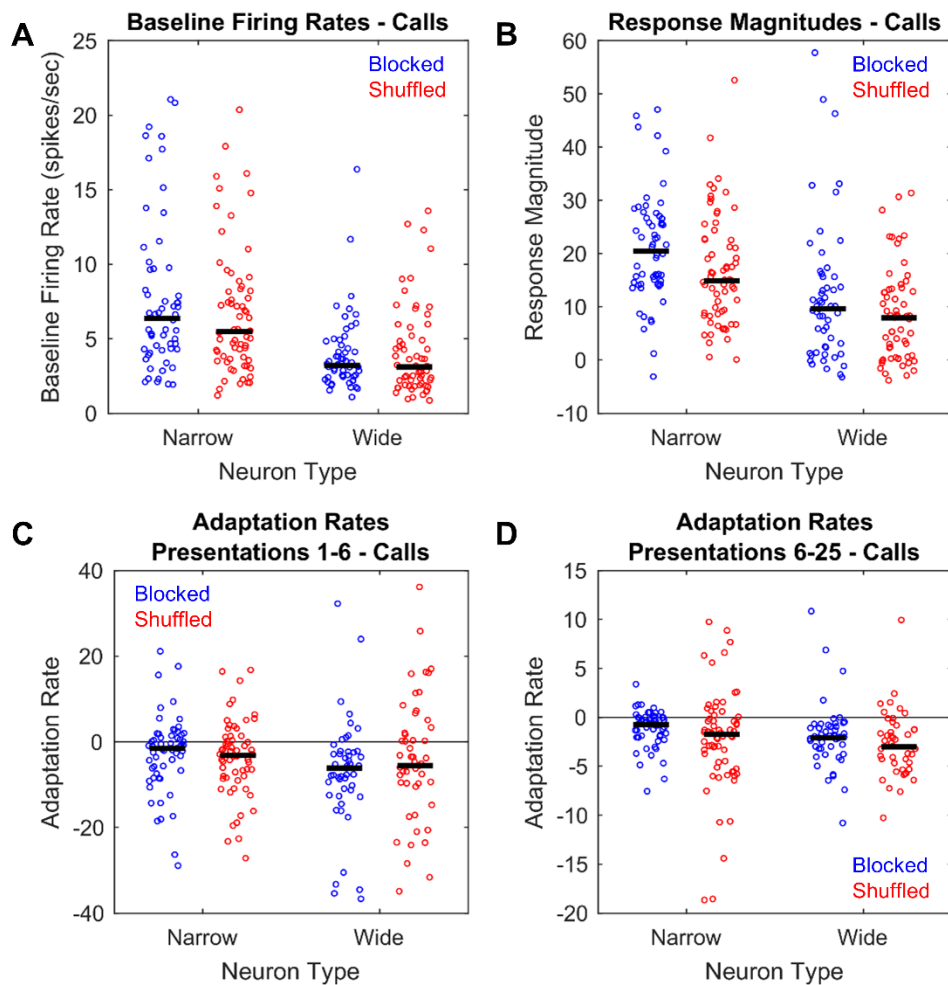 A
Baseline Firing Rates - Calls
Baseline Firing Rate (spikes/sec)
25
20
15
10
5
0
Blocked
Shuffled
Narrow
Wide
Neuron Type
B
Response Magnitudes - Calls
Response Magnitude
60
50
40
30
20
10
0
-10
Blocked
Shuffled
Narrow
Wide
Neuron Type
C
Adaptation Rates
Presentations 1-6 - Calls
Adaptation Rate
40
20
0
-20
-40
Blocked
Shuffled
Narrow
Wide
Neuron Type
D
Adaptation Rates
Presentations 6-25 - Calls
Adaptation Rate
15
10
5
0
-5
-10
-15
-20
Blocked
Shuffled
Narrow
Wide
Neuron Type